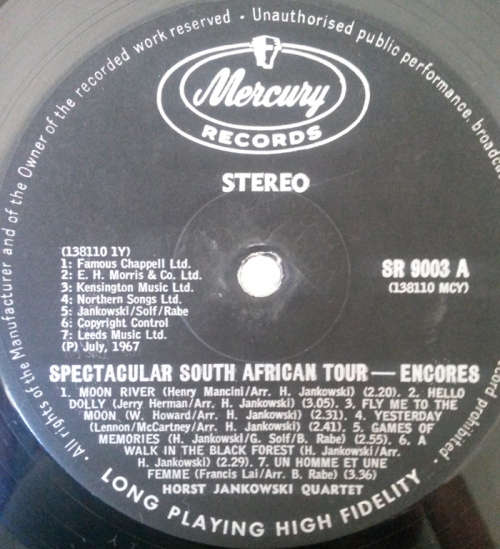 · All rights of the Manufacturer and of the Owner of the recorded work reserved · Unauthorised public performance, broadcas
cord prohibited ·
Mercury
RECORDS
STEREO
(138110 1Y)
1: Famous Chappell Ltd.
2: E. H. Morris & Co. Ltd.
3: Kensington Music Ltd.
4: Northern Songs Ltd.
5: Jankowski/Solf/Rabe
6: Copyright Control
7: Leeds Music Ltd.
(P) July, 1967
SR 9003 A
(138110 MCY)
SPECTACULAR SOUTH AFRICAN TOUR — ENCORES
1. MOON RIVER (Henry Mancini/Arr. H. Jankowski) (2.20). 2. HELLO
DOLLY (Jerry Herman/Arr. H. Jankowski) (3.05). 3. FLY ME TO THE
MOON (W. Howard/Arr. H. Jankowski) (2.31). 4. YESTERDAY
(Lennon/McCartney/Arr. H. Jankowski) (2.41). 5. GAMES OF
MEMORIES (H. Jankowski/G. Solf/B. Rabe) (2.55). 6. A
WALK IN THE BLACK FOREST (H. Jankowski/Arr.
H. Jankowski) (2.29). 7. UN HOMME ET UNE
FEMME (Francis Lai/Arr. B. Rabe) (3.36)
HORST JANKOWSKI QUARTET
LONG PLAYING HIGH FIDELITY